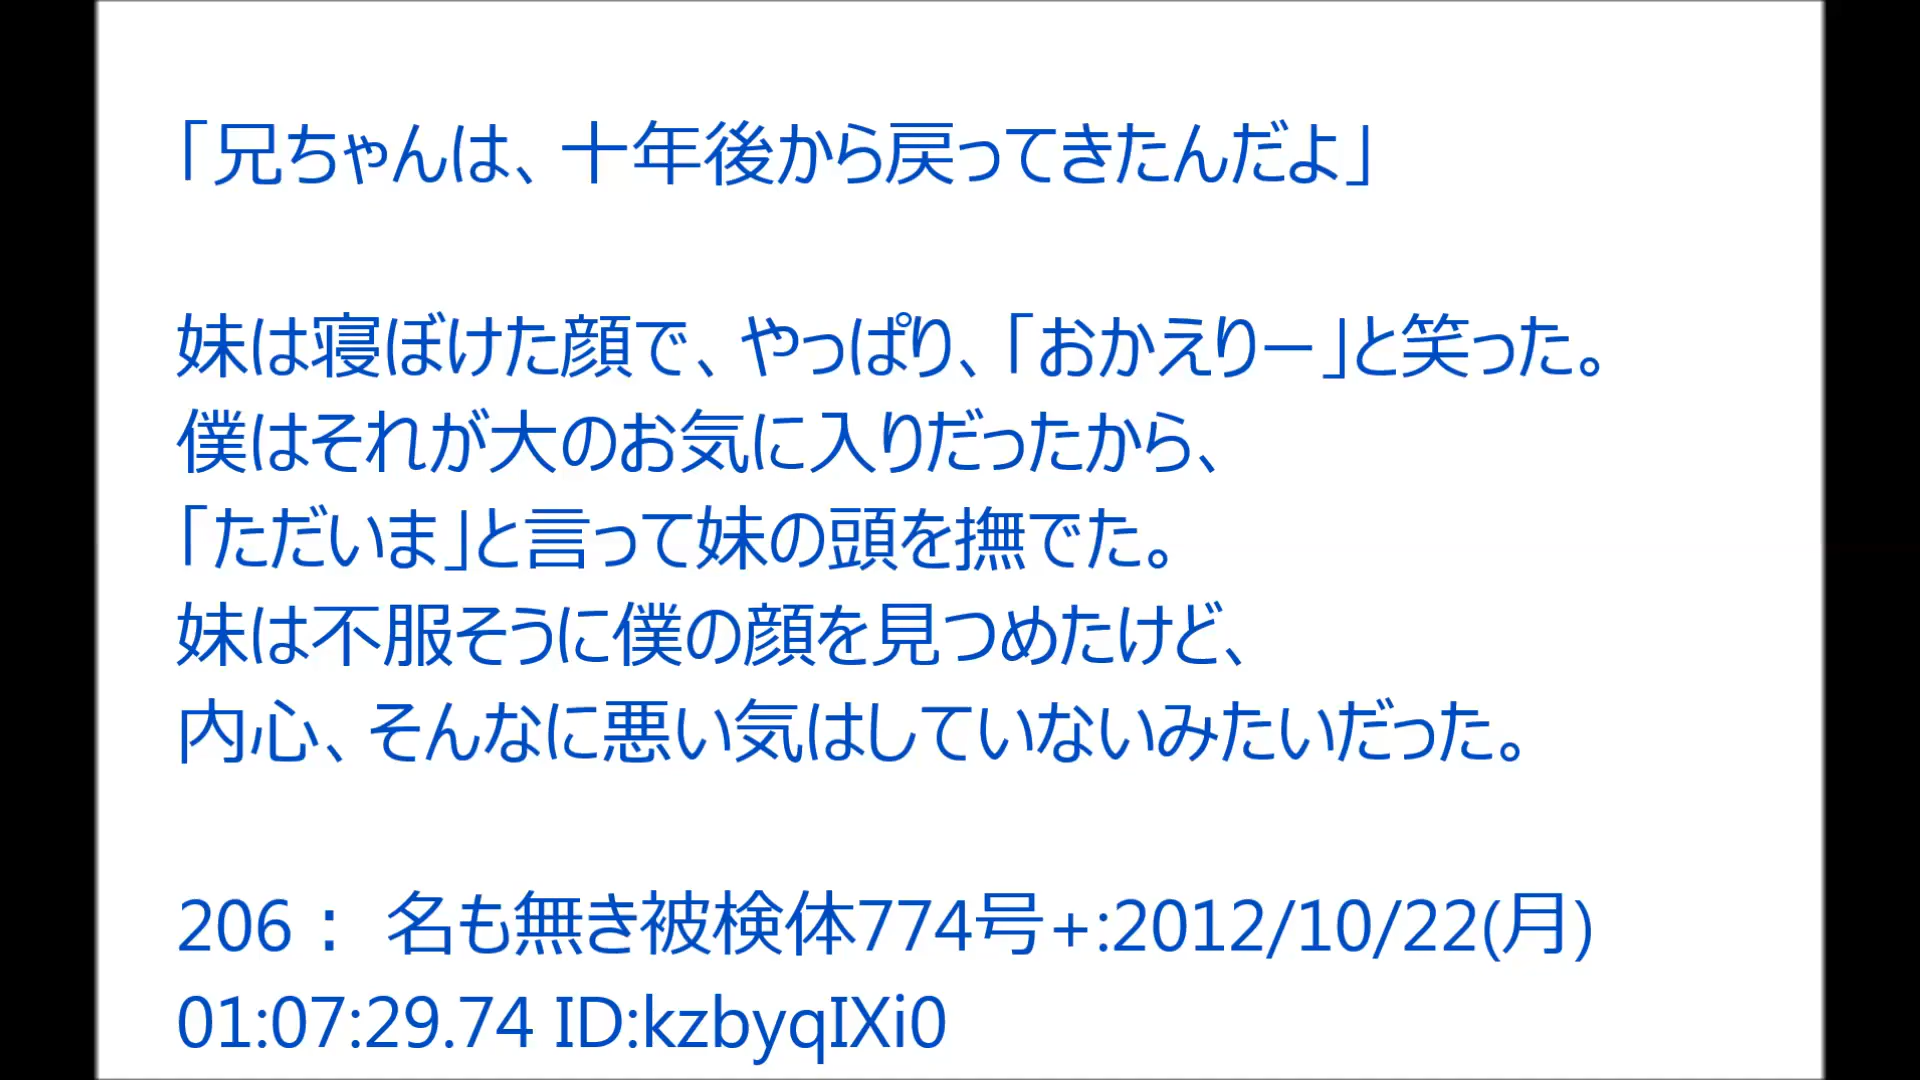 「兄ちゃんは、十年後から戻ってきたんだよ」
妹は寝ぼけた顔で、やっぱり、「おかえりー」と笑った。
僕はそれが大のお気に入りだったから、
「ただいま」と言って妹の頭を撫でた。
妹は不服そうに僕の顔を見つめたけど、
内心、そんなに悪い気はしていないみたいだった。
206： 名も無き被検体774号+:2012/10/22(月)
01:07:29.74 ID:kzbyqIXi0